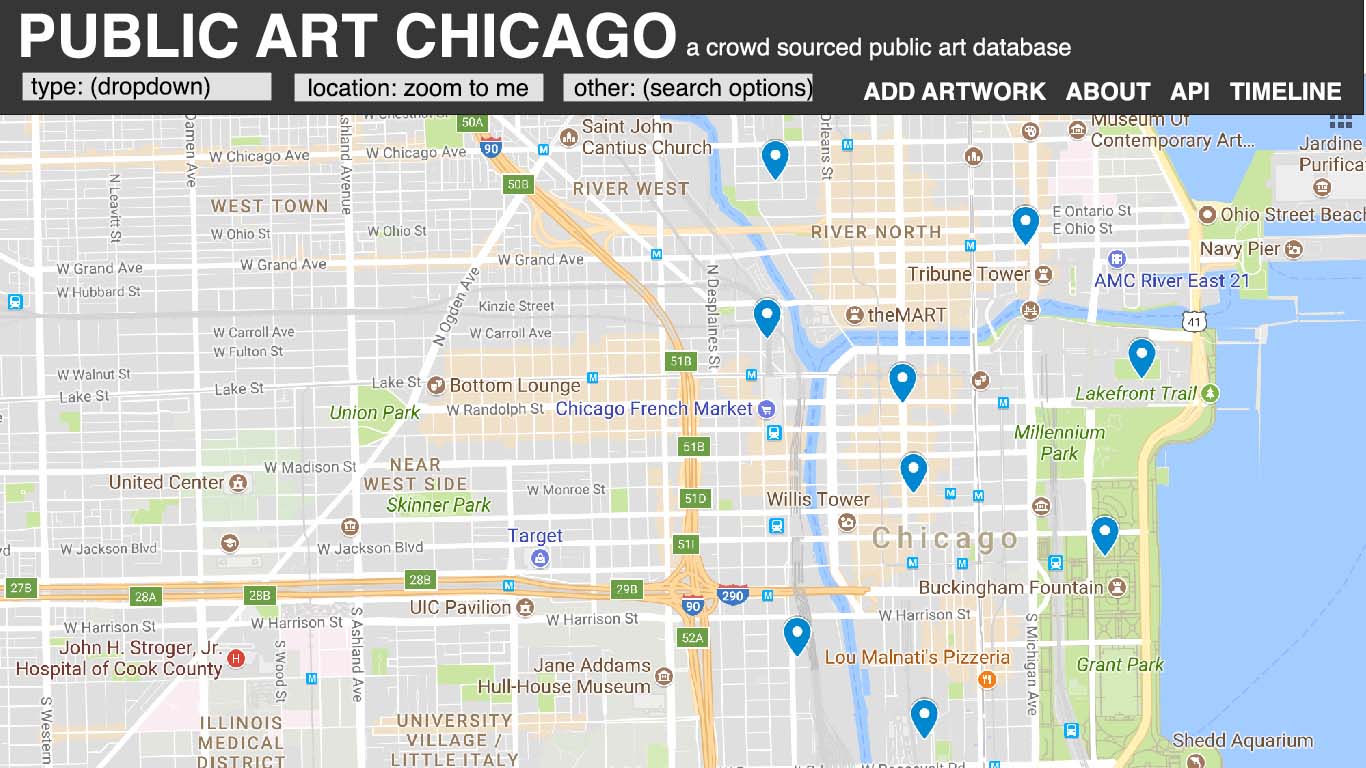 PUBLIC ART CHICAGO a crowd sourced public art database
type: (dropdown) location: zoom to me other: (search options)
ADD ARTWORK ABOUT API TIMELINE
50A
Saint John
Cantius Church
Orleans St
Museum Of
Contemporary Art...
Jardine
Purifica
Damen Ave
Ashland Avenue
W Chicago Ave
W Chicago Ave
90
M
M
50B
RIVER WEST
N Leavitt St
WEST TOWN
E Ontario St
E Ohio St
Ohio Street Beach
W Ohio St
W Ohio St
RIVER NORTH
M
Navy Pier
W Grand Ave
W Grand Ave
W Grand Ave
M
Tribune Tower
AMC River East 21
N Ogden Ave
N Desplaines St
W Hubbard St
Kinzie Street
theMART
41
W Carroll Ave
W Carroll Ave
W Fulton St
51B
W Walnut St
Lake St
Lake St
Lake St
Bottom Lounge
M
M
Lakefront Trail
Union Park
W Randolph St
Chicago French Market
M
Millennium
Park
51B
W Madison St
NEAR
WEST SIDE
United Center
Skinner Park
W Monroe St
51D
Willis Tower
M
M
Target
Chicago
W Jackson Blvd
W Jackson Blvd
51I
M
M
27B
28A
28B
28B
M
29B
90
290
M
Buckingham Fountain
UIC Pavilion
W Harrison St
W Harrison St
W Harrison St
W Harrison St
S Wood St
S Ashland Ave
52A
S Michigan Ave
John H. Stroger, Jr.
Hospital of Cook County
H
M
Jane Addams
Hull-House Museum
Lou Malnati's Pizzeria
Grant Park
S Western
ILLINOIS
MEDICAL
DISTRICT
UNIVERSITY
VILLAGE /
LITTLE ITALY
Shedd Aquarium
M
W Roosevelt Rd